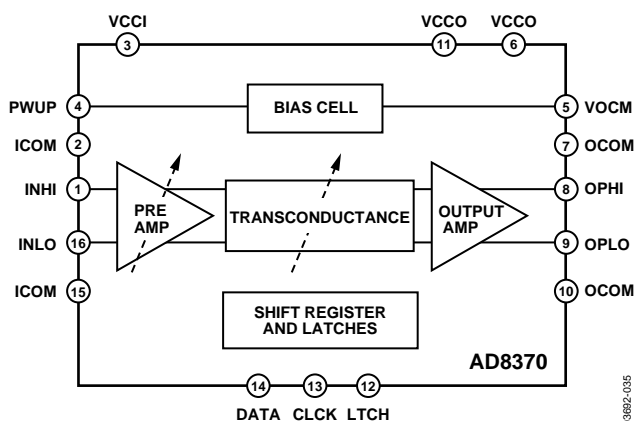 VCCI
VCCO
VCCO
3
11
6
PWUP
4
BIAS CELL
5
VOCM
ICOM
2
7
OCOM
INHI
1
PRE
AMP
TRANSCONDUCTANCE
OUTPUT
AMP
8
OPHI
INLO
16
9
OPLO
ICOM
15
10
OCOM
SHIFT REGISTER
AND LATCHES
AD8370
14
13
12
DATA
CLCK
LTCH
03692-035